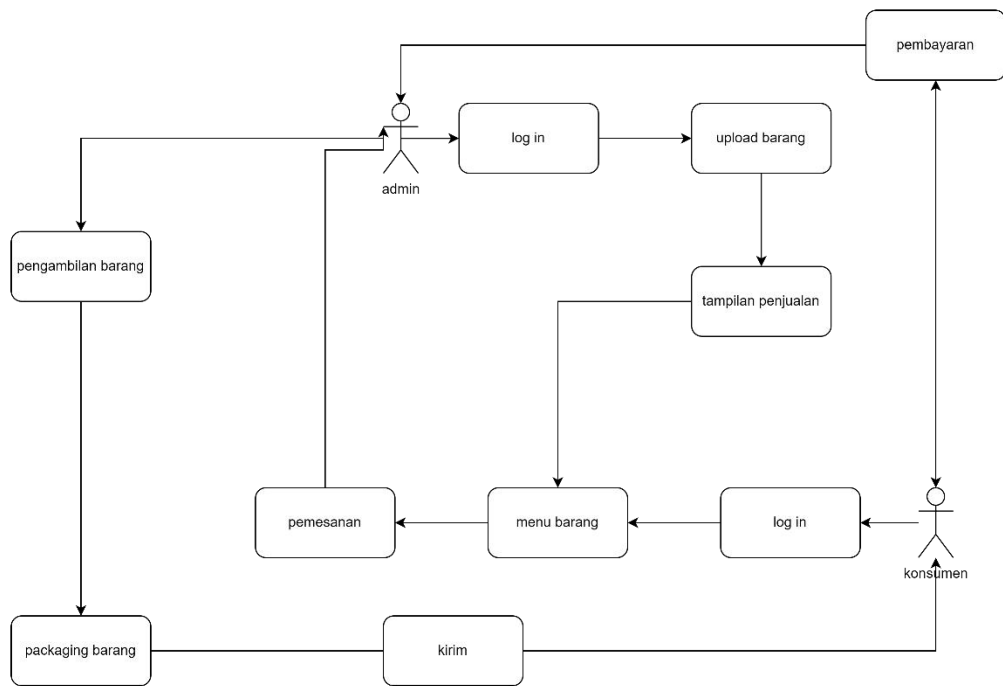 pembayaran
log in
upload barang
admin
pengambilan barang
tampilan penjualan
pemesanan
menu barang
log in
konsumen
packaging barang
kirim